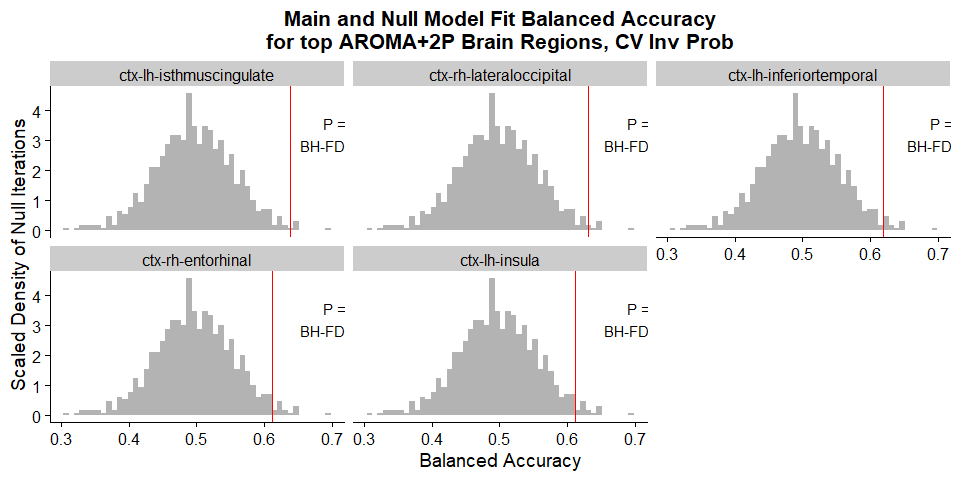 Main and Null Model Fit Balanced Accuracy
for top AROMA+2P Brain Regions, CV Inv Prob
ctx-lh-isthmuscingulate
ctx-rh-lateraloccipital
ctx-lh-inferiortemporal
Scaled Density of Null Iterations
4
3
2
1
0
P =
BH-FD
P =
BH-FD
P =
BH-FD
0.3 0.4 0.5 0.6 0.7
ctx-rh-entorhinal
ctx-lh-insula
4
3
2
1
0
P =
BH-FD
P =
BH-FD
0.3 0.4 0.5 0.6 0.7
0.3 0.4 0.5 0.6 0.7
Balanced Accuracy